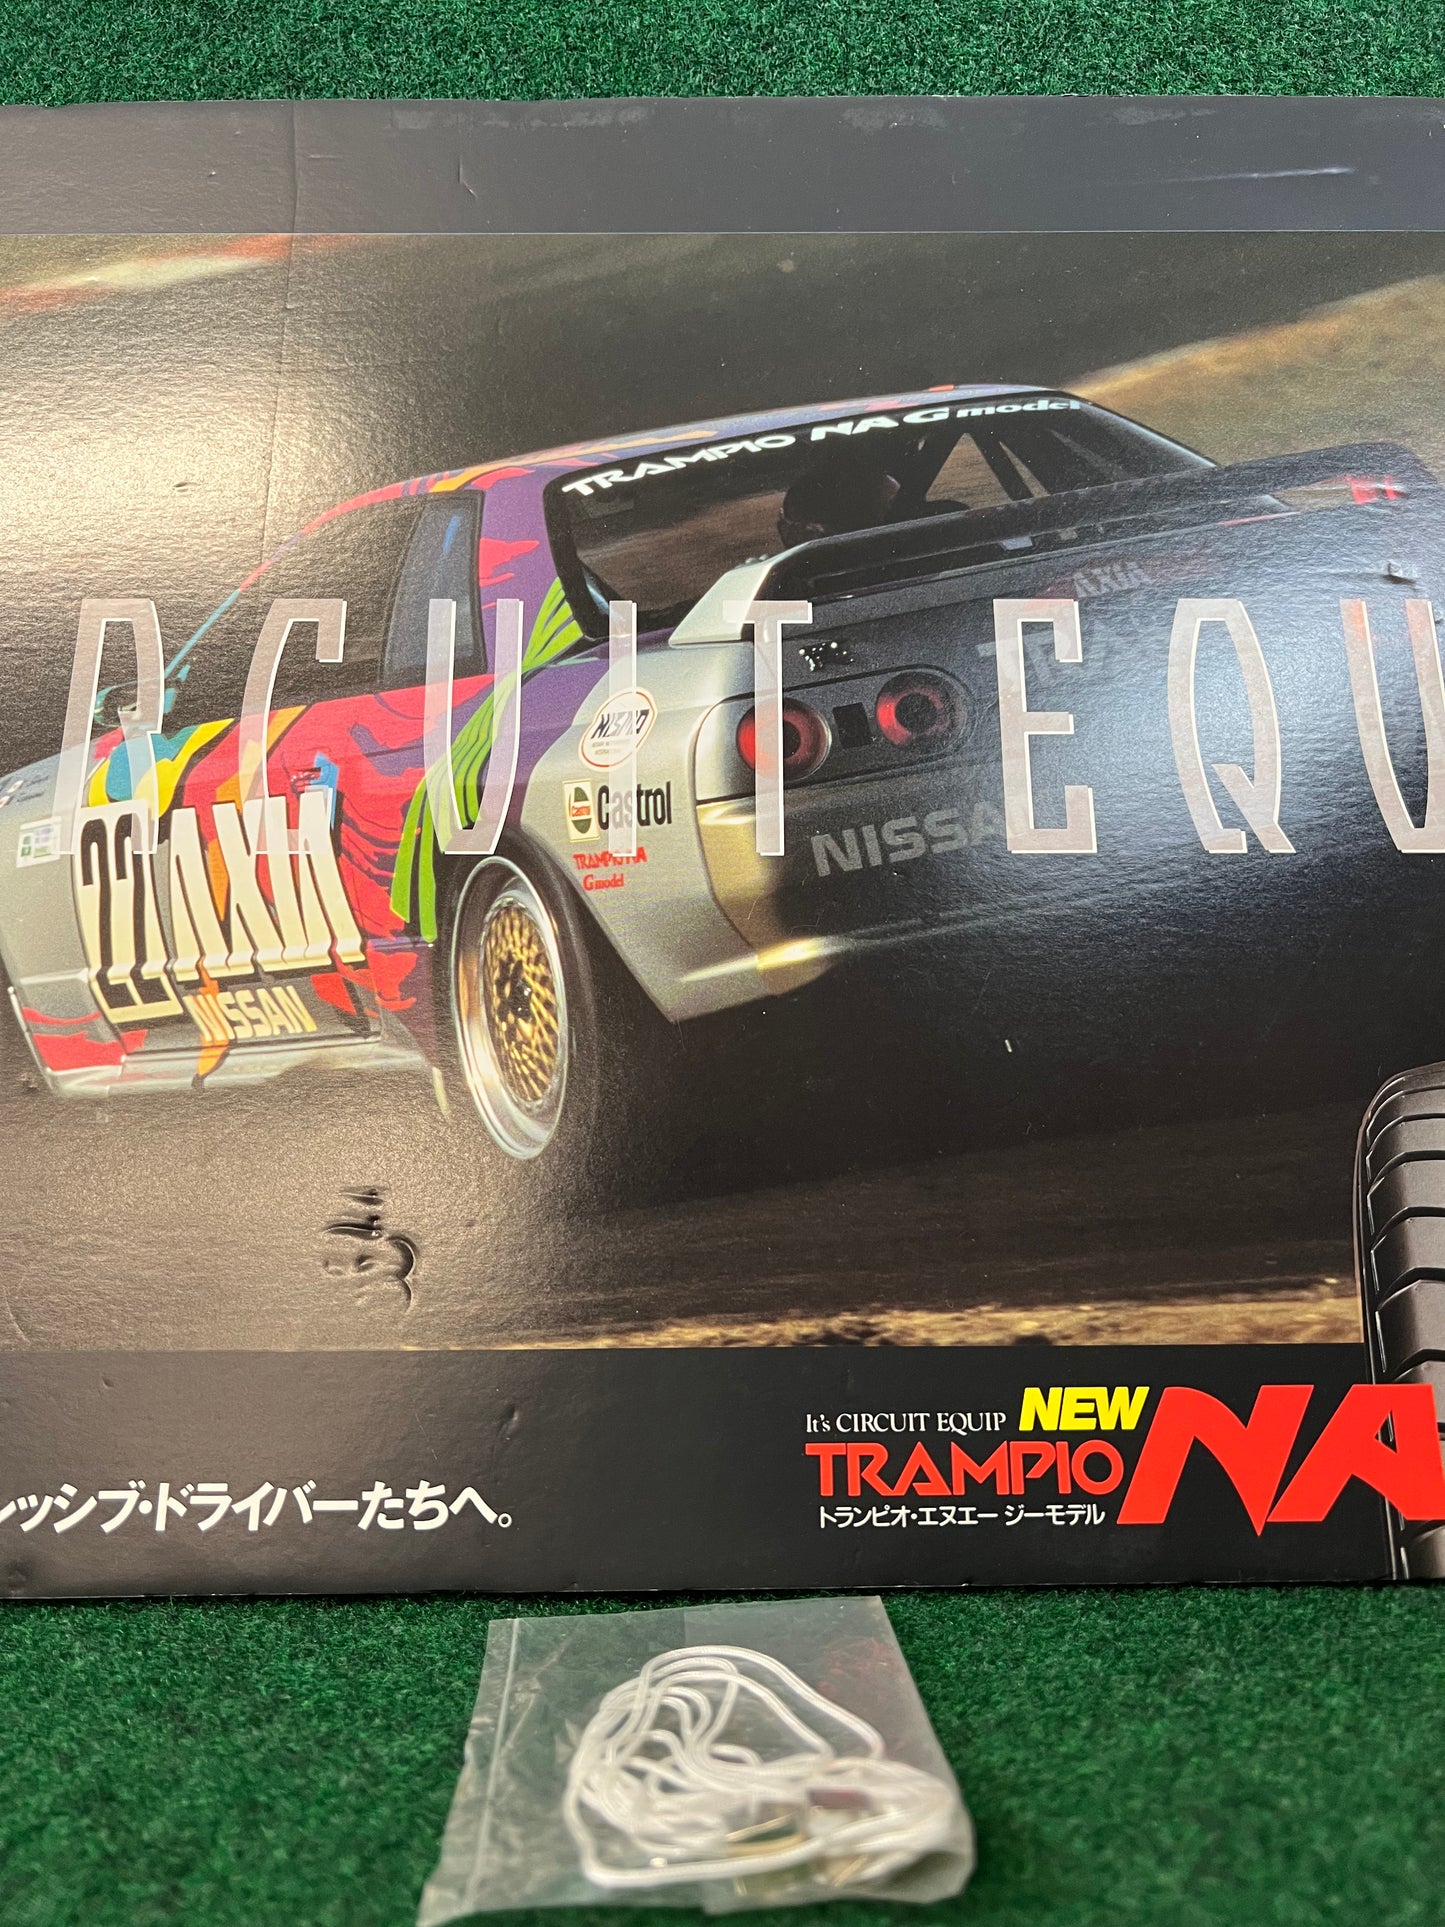 TRAMPIO NA G model
RCUIT EQU
NISMO
Castrol
TRAMPIO NA
G model
NISSAN
22 AXIA
NISSAN
It's CIRCUIT EQUIP NEW
TRAMPIO NA
トランピオ・エヌエー ジーモデル
レッシブ・ドライバーたちへ。